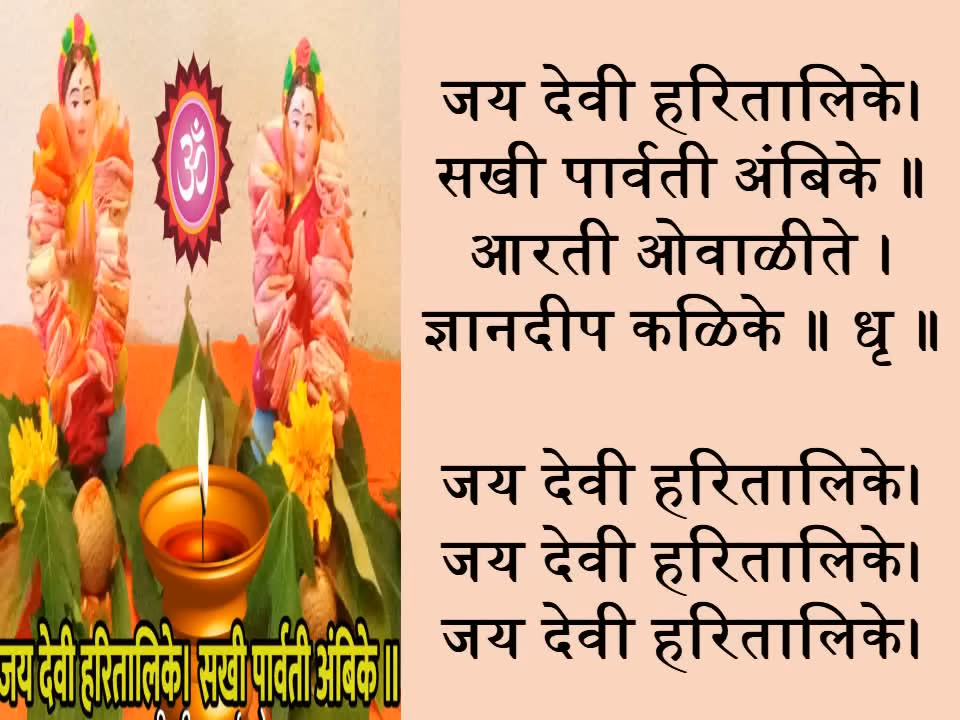 ॐ
जय देवी हरितालिके। सखी पार्वती अंबिके ॥
जय देवी हरितालिके।
सखी पार्वती अंबिके ॥
आरती ओवाळीते ।
ज्ञानदीप कळिके ॥ धृ ॥
जय देवी हरितालिके।
जय देवी हरितालिके।
जय देवी हरितालिके।